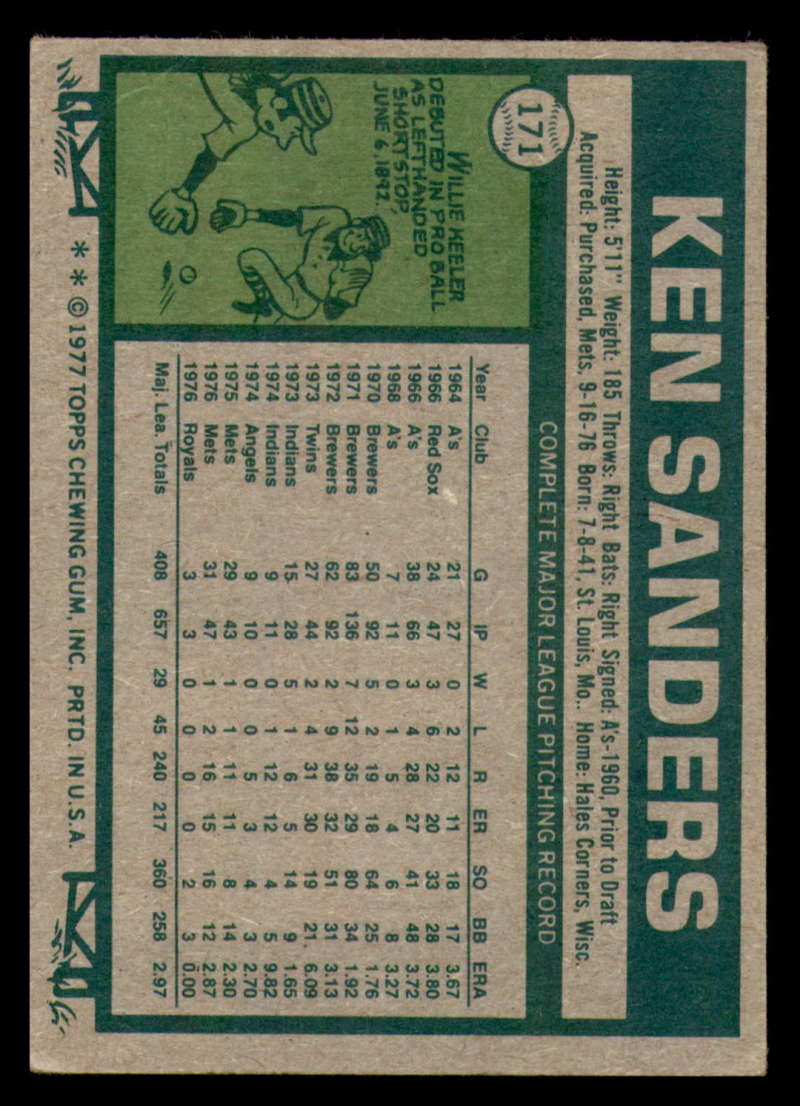 171
KEN SANDERS
Height: 5'11" Weight: 185 Throws: Right Bats: Right Signed: A's-1960, Prior to Draft
Acquired: Purchased, Mets, 9-16-76 Born: 7-8-41, St. Louis, Mo.. Home: Hales Corners, Wisc.
COMPLETE MAJOR LEAGUE PITCHING RECORD
WILLIE KEELER
DEBUTED IN PRO BALL
AS LEFTHANDED
SHORTSTOP
JUNE 6, 1892.
Year Club G IP W L R ER SO BB ERA
1964 A's 21 27 0 2 12 11 18 17 3.67
1966 Red Sox 24 47 3 6 22 20 33 28 3.80
1966 A's 38 66 3 4 28 27 41 48 3.72
1968 A's 7 11 0 1 5 4 6 8 3.27
1970 Brewers 50 92 5 2 19 18 64 25 1.76
1971 Brewers 83 136 7 12 35 29 80 34 1.92
1972 Brewers 62 92 2 9 38 32 51 31 3.13
1973 Twins 27 44 2 4 31 30 19 21 6.09
1973 Indians 15 28 5 1 6 5 14 9 1.65
1974 Indians 9 11 0 1 12 12 4 5 9.82
1974 Angels 9 10 0 0 5 3 4 3 2.70
1975 Mets 29 43 1 1 11 11 8 14 2.30
1976 Mets 31 47 1 2 16 15 16 12 2.87
1976 Royals 3 3 0 0 0 0 2 3 0.00
Maj. Lea. Totals 408 657 29 45 240 217 360 258 2.97
* * © 1977 TOPPS CHEWING GUM, INC. PRTD. IN U.S.A.